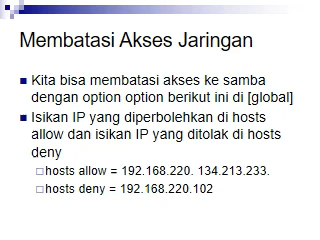 Membatasi Akses Jaringan
Kita bisa membatasi akses ke samba
dengan option option berikut ini di [global]
Isikan IP yang diperbolehkan di hosts
allow dan isikan IP yang ditolak di hosts
deny
hosts allow = 192.168.220. 134.213.233.
hosts deny = 192.168.220.102